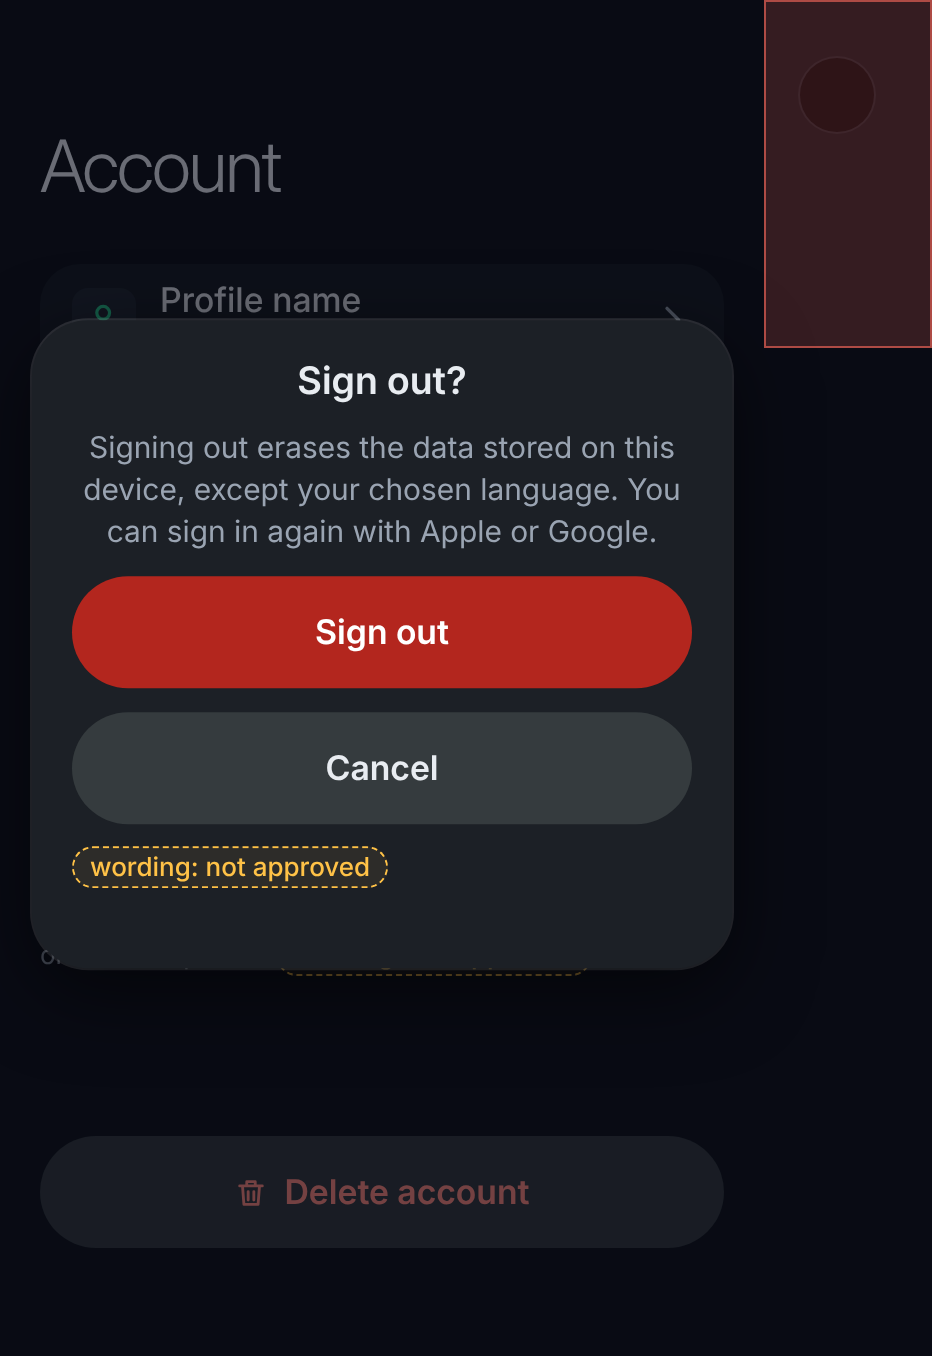 Account
Profile name
Sign out?
Signing out erases the data stored on this
device, except your chosen language. You
can sign in again with Apple or Google.
Sign out
Cancel
wording: not approved
Delete account